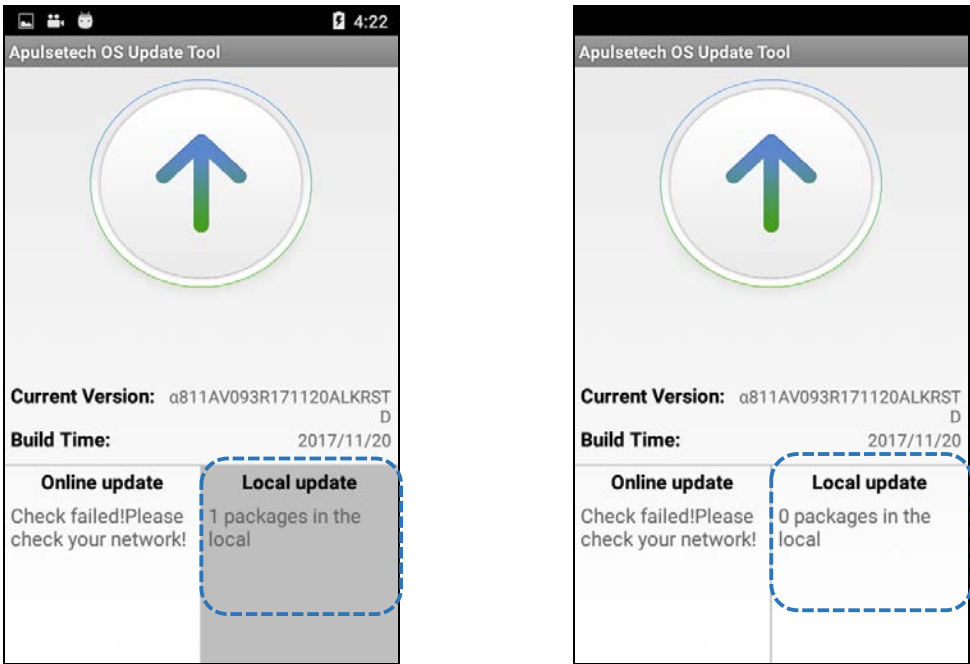 4:22
Apulsetech OS Update Tool
Current Version: α811AV093R171120ALKRST
D
Build Time: 2017/11/20
Online update
Check failed!Please
check your network!
Local update
1 packages in the
local
Apulsetech OS Update Tool
Current Version: α811AV093R171120ALKRST
D
Build Time: 2017/11/20
Online update
Check failed!Please
check your network!
Local update
0 packages in the
local